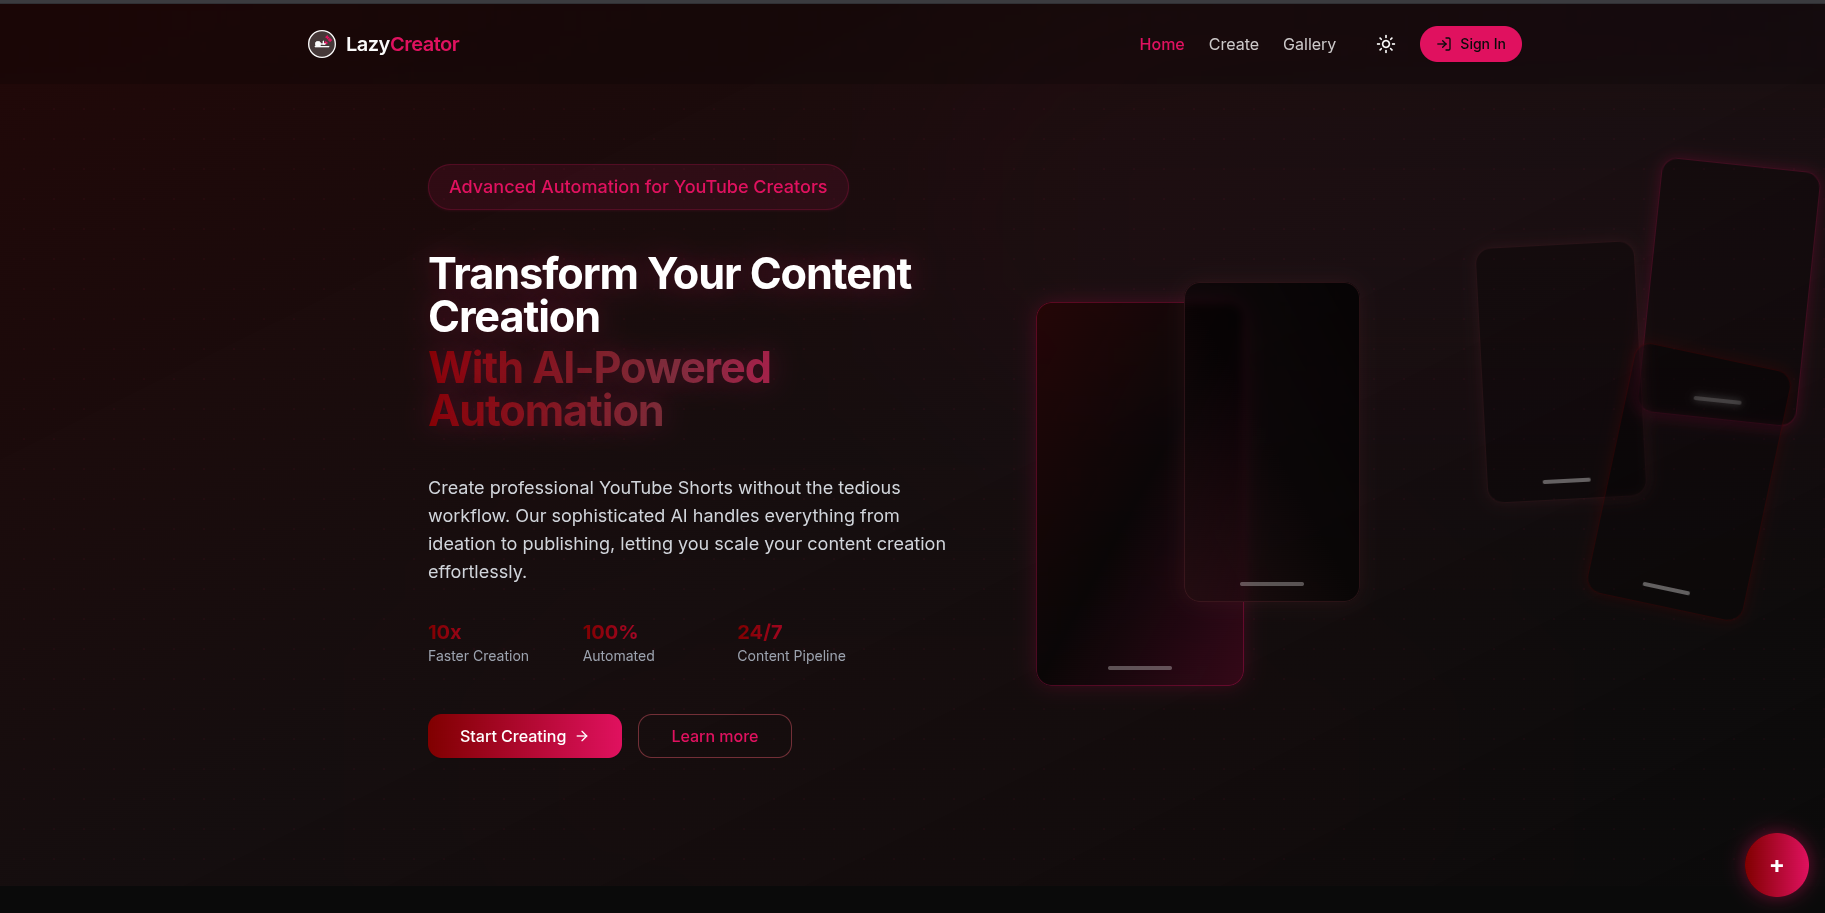 LazyCreator
Home
Create
Gallery
Sign In
Advanced Automation for YouTube Creators
Transform Your Content
Creation
With AI-Powered
Automation
Create professional YouTube Shorts without the tedious
workflow. Our sophisticated AI handles everything from
ideation to publishing, letting you scale your content creation
effortlessly.
10x
Faster Creation
100%
Automated
24/7
Content Pipeline
Start Creating →
Learn more
+